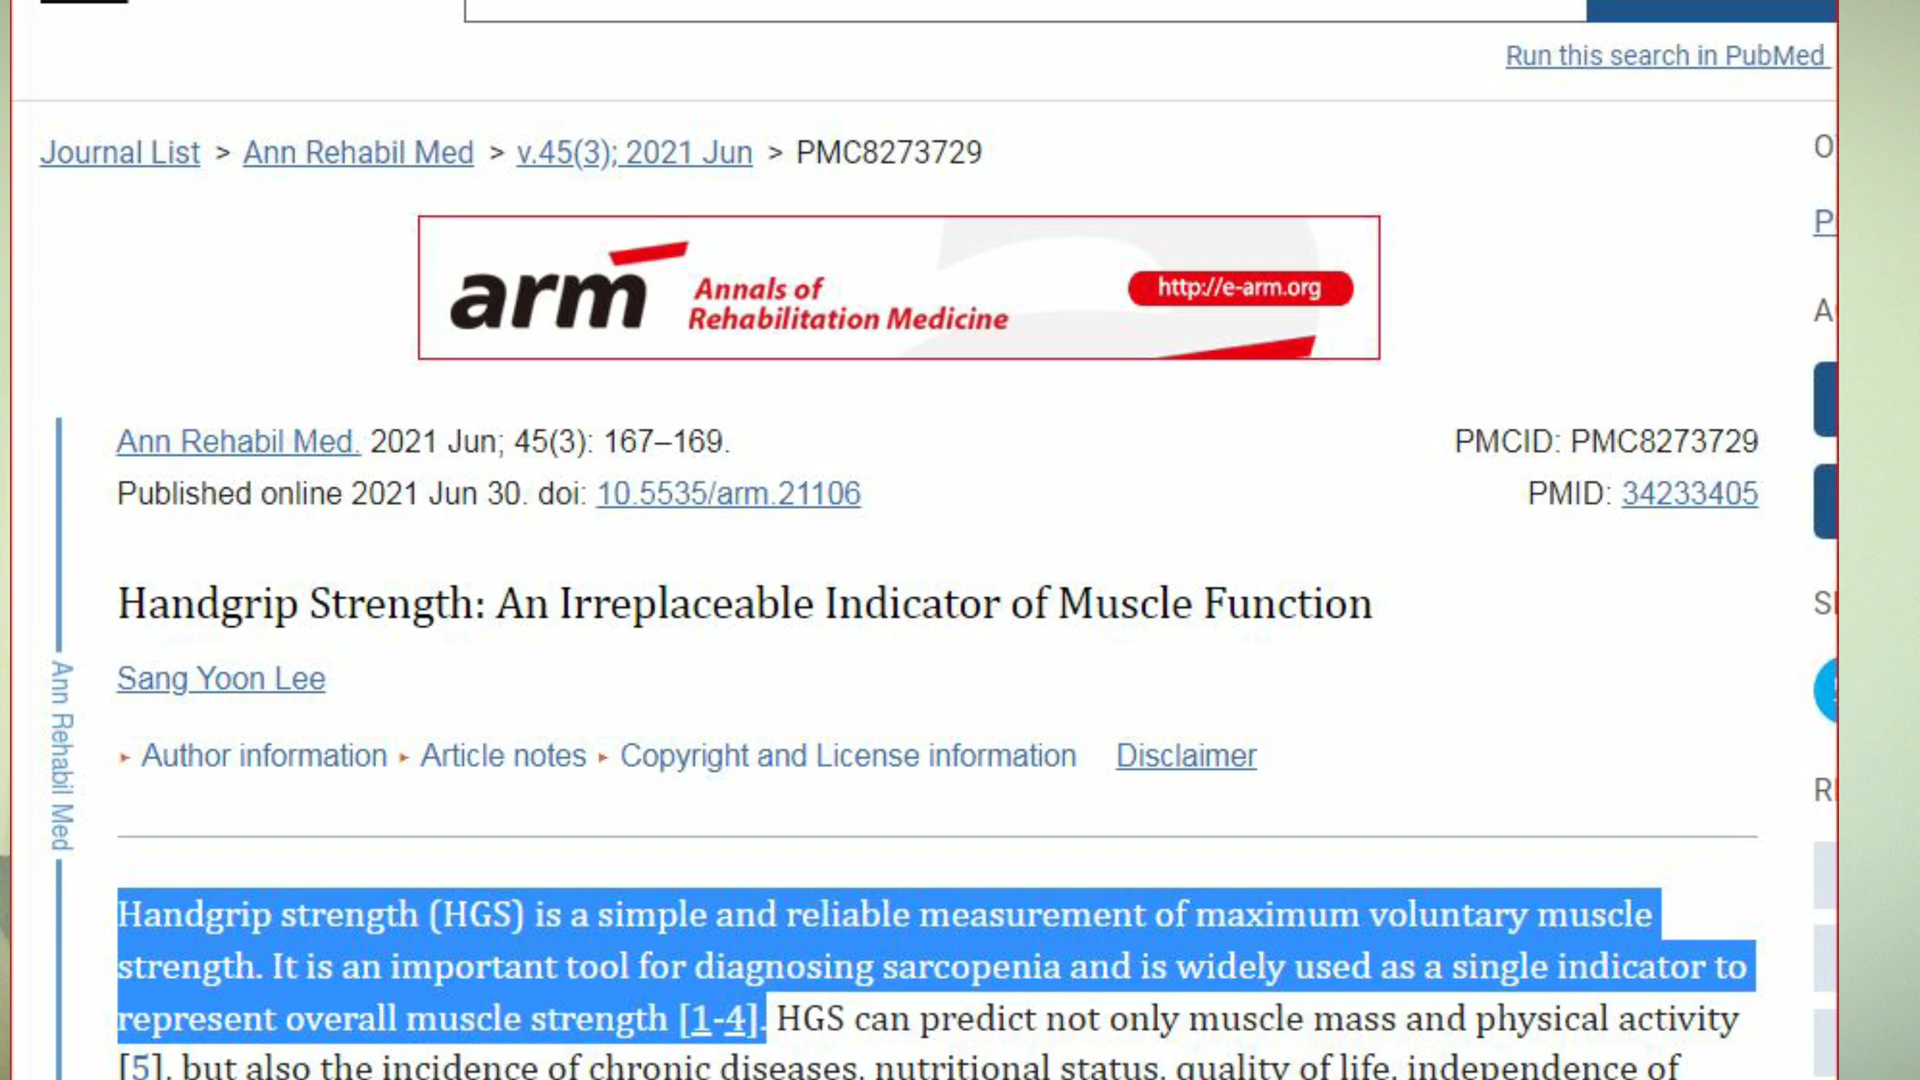 Run this search in PubMed
Journal List > Ann Rehabil Med > v.45(3); 2021 Jun > PMC8273729
arm Annals of
Rehabilitation Medicine
http://e-arm.org
Ann Rehabil Med. 2021 Jun; 45(3): 167–169.
PMCID: PMC8273729
Published online 2021 Jun 30. doi: 10.5535/arm.21106
PMID: 34233405
Handgrip Strength: An Irreplaceable Indicator of Muscle Function
Sang Yoon Lee
Author information Article notes Copyright and License information Disclaimer
Ann Rehabil Med
Handgrip strength (HGS) is a simple and reliable measurement of maximum voluntary muscle
strength. It is an important tool for diagnosing sarcopenia and is widely used as a single indicator to
represent overall muscle strength [1-4]. HGS can predict not only muscle mass and physical activity
[5], but also the incidence of chronic diseases, nutritional status, quality of life, independence of